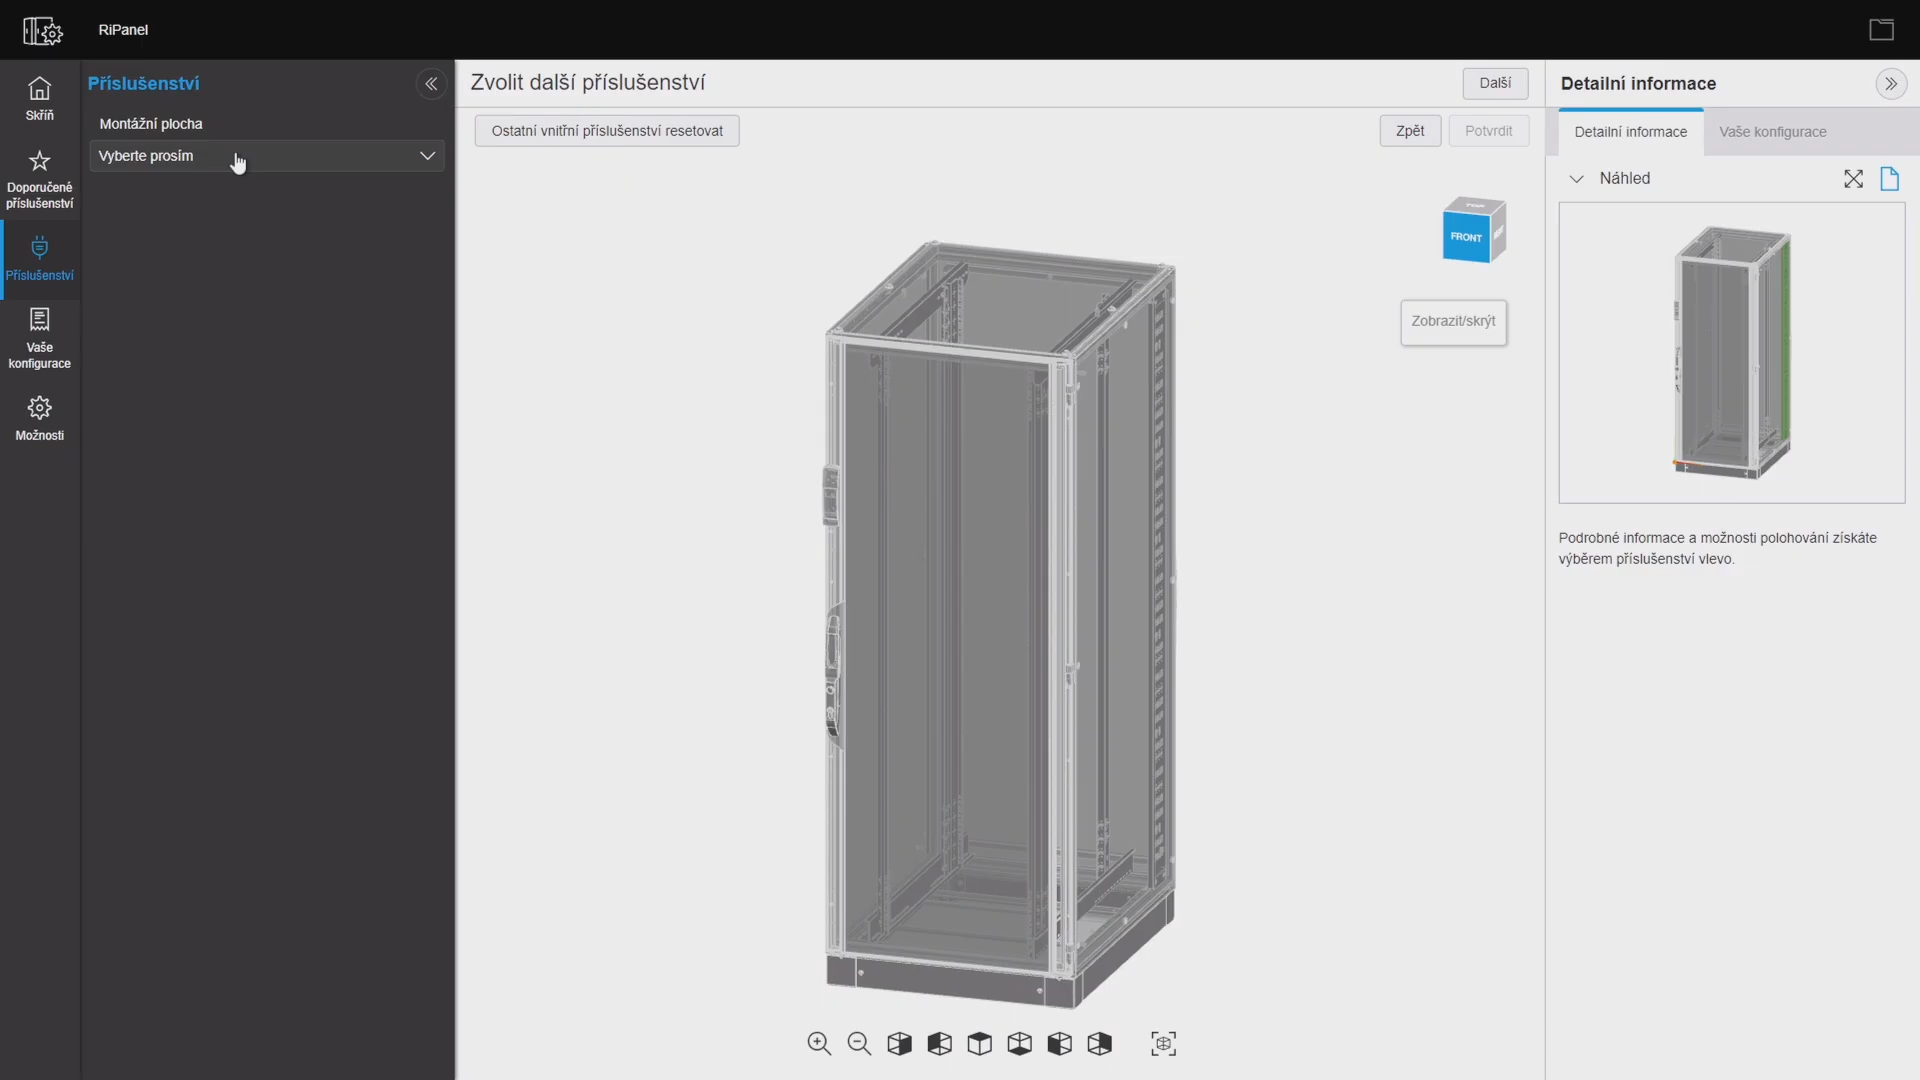 RiPanel
Skříň
Doporučené
příslušenství
Příslušenství
Vaše
konfigurace
Možnosti
Příslušenství
Montážní plocha
Vyberte prosím
Zvolit další příslušenství
Další
Ostatní vnitřní příslušenství resetovat
Zpět
Potvrdit
TOP
FRONT
Zobrazit/skrýt
Detailní informace
Detailní informace
Vaše konfigurace
Náhled
Podrobné informace a možnosti polohování získáte
výběrem příslušenství vlevo.